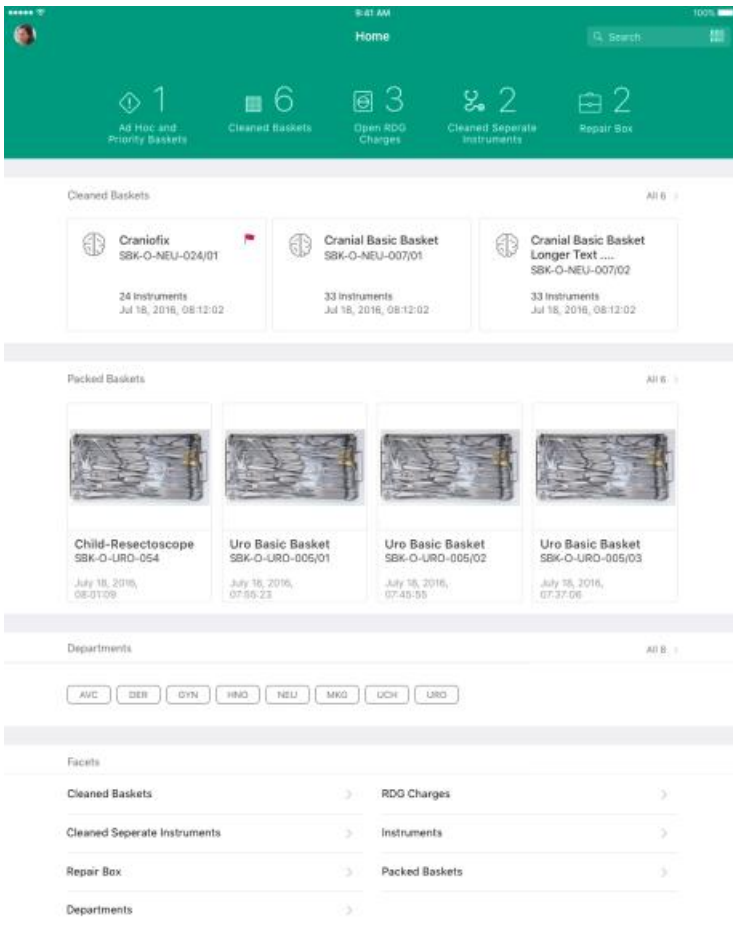 9:41 AM
100%
Home
Search
1
Ad Hoc and
Priority Baskets
6
Cleaned Baskets
3
Open RDG
Charges
2
Cleaned Seperate
Instruments
2
Repair Box
Cleaned Baskets
All 6
Craniofix
SBK-O-NEU-024/01
24 Instruments
Jul 18, 2016, 08:12:02
Cranial Basic Basket
SBK-O-NEU-007/01
33 Instruments
Jul 18, 2016, 08:12:02
Cranial Basic Basket
Longer Text ....
SBK-O-NEU-007/02
33 Instruments
Jul 18, 2016, 08:12:02
Packed Baskets
All 6
Child-Resectoscope
SBK-O-URO-054
July 18, 2016,
08:01:09
Uro Basic Basket
SBK-O-URO-005/01
July 18, 2016,
07:55:23
Uro Basic Basket
SBK-O-URO-005/02
July 18, 2016,
07:45:55
Uro Basic Basket
SBK-O-URO-005/03
July 18, 2016,
07:37:06
Departments
All 8
AVC
DER
GYN
HNO
NEU
MKG
UCH
URO
Facets
Cleaned Baskets
RDG Charges
Cleaned Seperate Instruments
Instruments
Repair Box
Packed Baskets
Departments